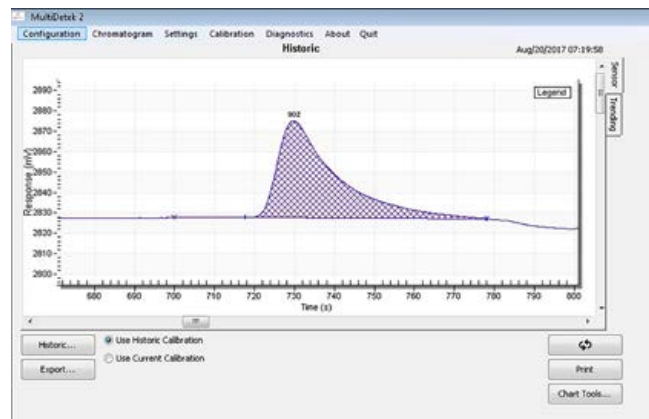 MultiDetek 2
Configuration Chromatogram Settings Calibration Diagnostics About Quit
Historic
Aug/20/2017 07:19:58
Sensor
Trending
Legend
Response (mV)
2890
2880
2870
2860
2850
2840
2830
2820
2810
2800
680 690 700 710 720 730 740 750 760 770 780 790 800
Time (s)
Historic...
Use Historic Calibration
Use Current Calibration
Export...
Print
Chart Tools...